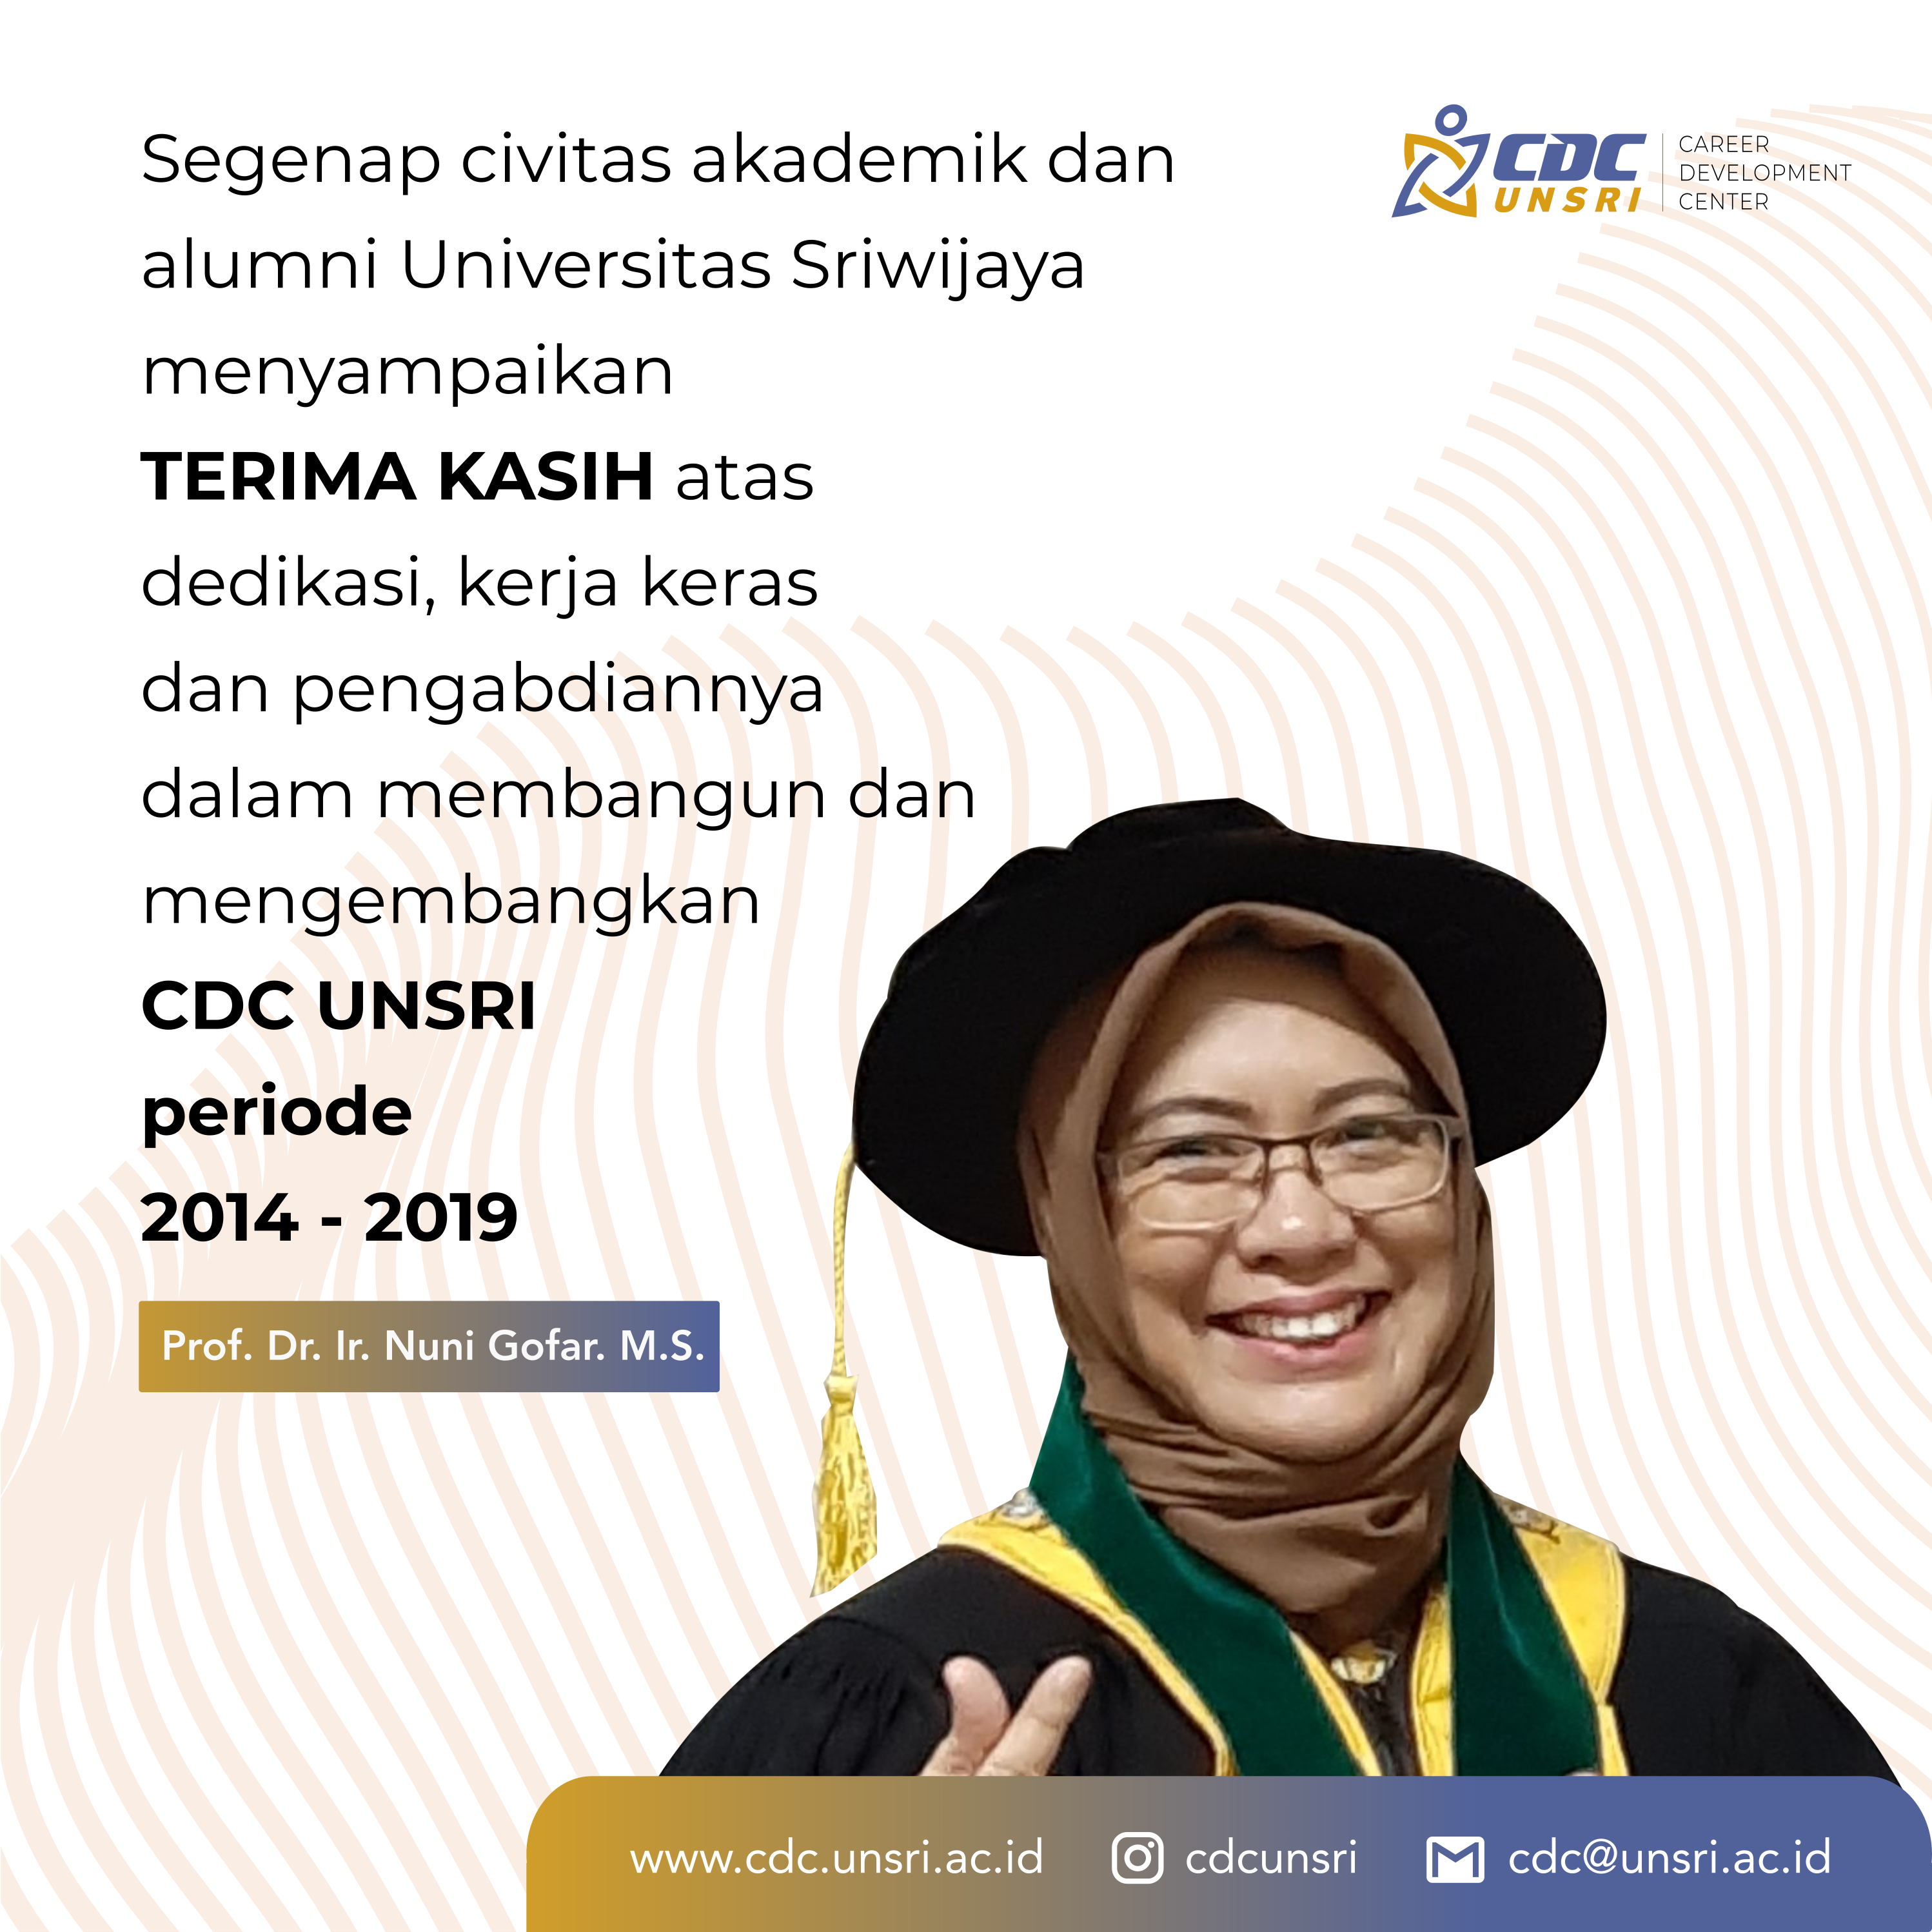 Segenap civitas akademik dan
alumni Universitas Sriwijaya
menyampaikan
TERIMA KASIH atas
dedikasi, kerja keras
dan pengabdiannya
dalam membangun dan
mengembangkan
CDC UNSRI
periode
2014 - 2019
Prof. Dr. Ir. Nuni Gofar. M.S.
CDC
UNSRI
CAREER
DEVELOPMENT
CENTER
www.cdc.unsri.ac.id cdcunsri cdc@unsri.ac.id